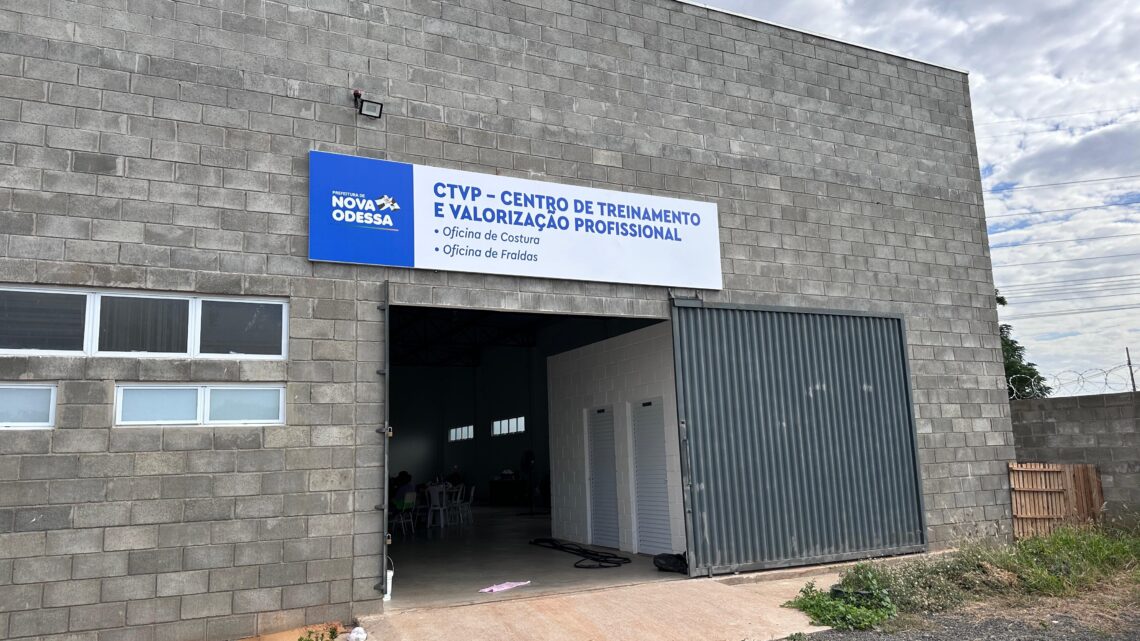 PREFEITURA DE
NOVA
ODESSA
CTVP – CENTRO DE TREINAMENTO
E VALORIZAÇÃO PROFISSIONAL
• Oficina de Costura
• Oficina de Fraldas